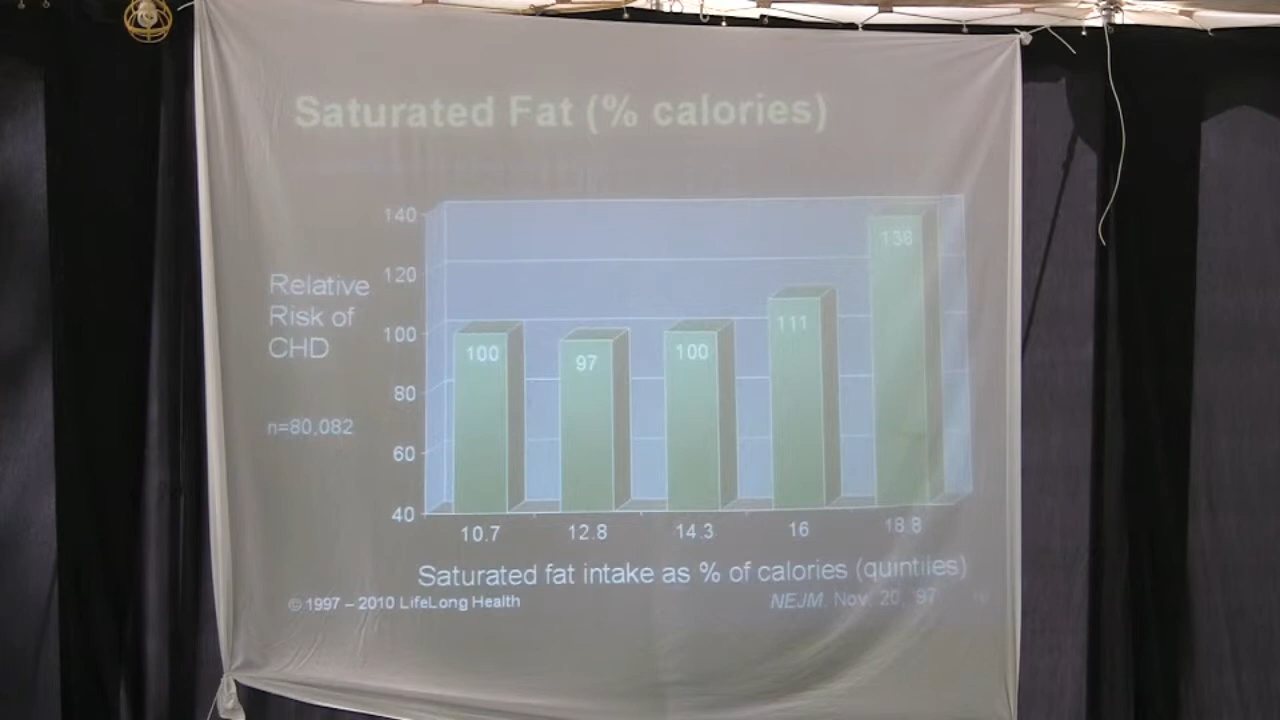 Saturated Fat (% calories)
140
120
100
80
60
40
Relative
Risk of
CHD
n=80,082
100
97
100
111
138
10.7
12.8
14.3
16
18.8
Saturated fat intake as % of calories (quintiles)
© 1997 – 2010 LifeLong Health
NEJM, Nov. 20, '97